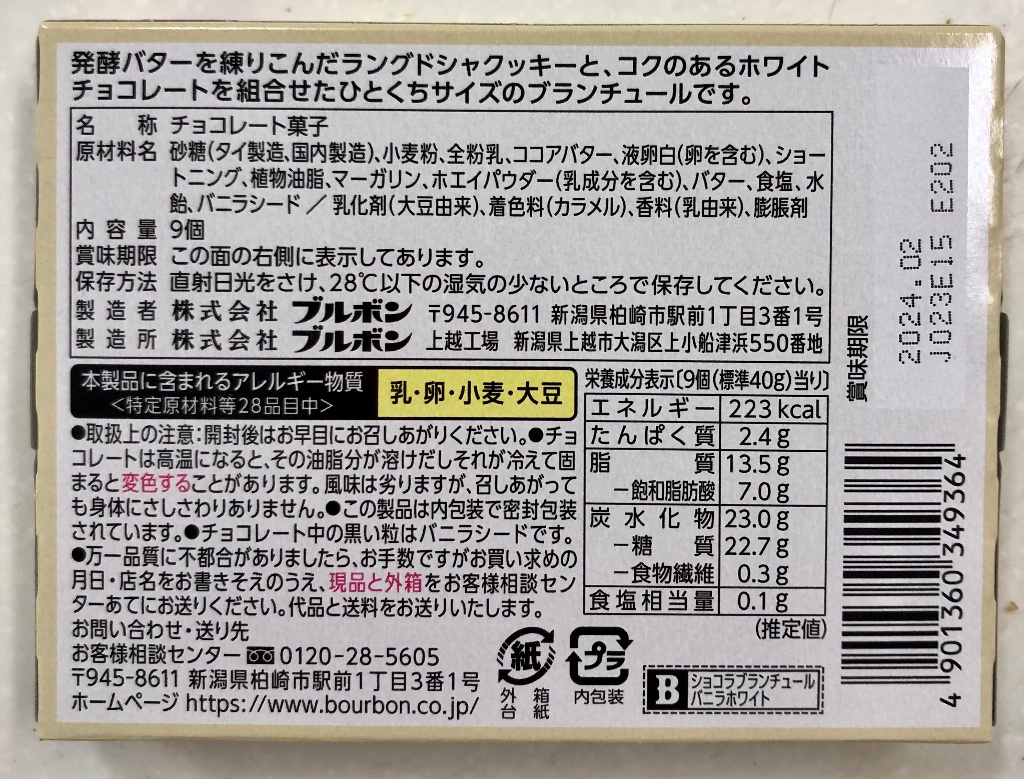 発酵バターを練りこんだラングドシャクッキーと、コクのあるホワイト
チョコレートを組合せたひとくちサイズのブランチュールです。
名称 チョコレート菓子
原材料名 砂糖(タイ製造、国内製造)、小麦粉、全粉乳、ココアバター、液卵白(卵を含む)、ショー
トニング、植物油脂、マーガリン、ホエイパウダー(乳成分を含む)、バター、食塩、水
飴、バニラシード／乳化剤(大豆由来)、着色料(カラメル)、香料(乳由来)、膨脹剤
内容量 9個
賞味期限 この面の右側に表示してあります。
保存方法 直射日光をさけ、28℃以下の湿気の少ないところで保存してください。
製造者 株式会社 ブルボン 〒945-8611 新潟県柏崎市駅前1丁目3番1号
製造所 株式会社 ブルボン 上越工場 新潟県上越市大潟区上小船津浜550番地
本製品に含まれるアレルギー物質
<特定原材料等28品目中>
乳・卵・小麦・大豆
●取扱上の注意:開封後はお早目にお召しあがりください。●チョ
コレートは高温になると、その油脂分が溶けだしそれが冷えて固
まると変色することがあります。風味は劣りますが、召しあがって
も身体にさしさわりありません。●この製品は内包装で密封包装
されています。●チョコレート中の黒い粒はバニラシードです。
●万一品質に不都合がありましたら、お手数ですがお買い求めの
月日・店名をお書きそえのうえ、現品と外箱をお客様相談セン
ターあてにお送りください。代品と送料をお送りいたします。
お問い合わせ・送り先
お客様相談センター 0120-28-5605
〒945-8611 新潟県柏崎市駅前1丁目3番1号
ホームページ https://www.bourbon.co.jp/
栄養成分表示〔9個(標準40g)当り〕
エネルギー 223kcal
たんぱく質 2.4g
脂質 13.5g
－飽和脂肪酸 7.0g
炭水化物 23.0g
－糖質 22.7g
－食物繊維 0.3g
食塩相当量 0.1g
(推定値)
紙
外箱
台紙
プラ
内包装
B ショコラブランチュール
バニラホワイト
賞味期限
2024.02
J023E15 E202
4 901360 349364